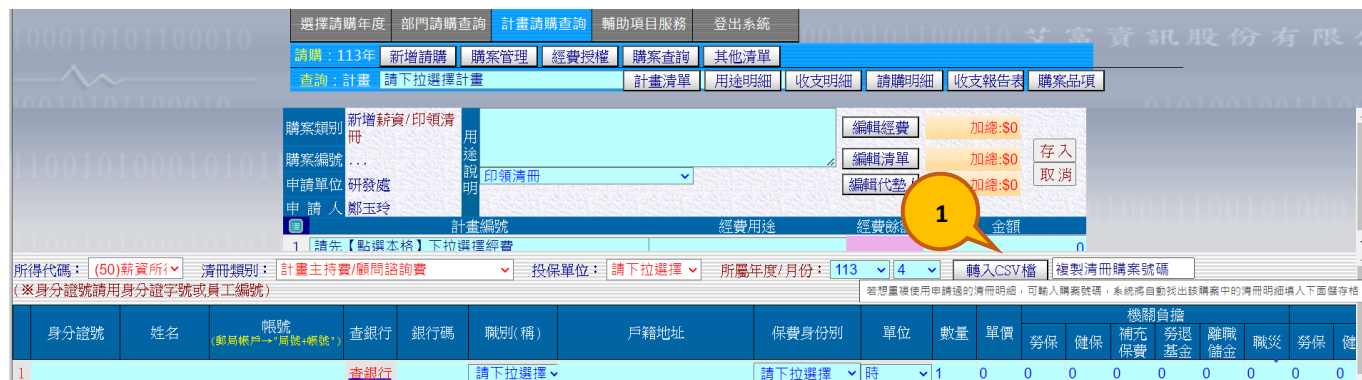 選擇請購年度 部門請購查詢 計畫請購查詢 輔助項目服務 登出系統
艾富資訊股份有限
請購：113年 新增請購 購案管理 經費授權 購案查詢 其他清單
查詢：計畫 請下拉選擇計畫 計畫清單 用途明細 收支明細 請購明細 收支報告表 購案品項
購案類別 新增薪資/印領清冊
用途說明 印領清冊
編輯經費 加總:$0
購案編號 ...
編輯清單 加總:$0
存入
取消
申請單位 研發處
編輯代墊 加總:$0
申 請 人 鄭玉玲
1
計畫編號 經費用途 經費餘 金額
1 請先【點選本格】下拉選擇經費 0
所得代碼： (50)薪資所 清冊類別： 計畫主持費/顧問諮詢費 投保單位： 請下拉選擇 所屬年度/月份： 113 4 轉入CSV檔 複製清冊購案號碼
(※身分證號請用身分證字號或員工編號)
若想重複使用申請過的清冊明細，可輸入購案號碼，系統將自動找出該購案中的清冊明細填入下面儲存格
機關負擔
身分證號 姓名 帳號 (郵局帳戶→"局號+帳號") 查銀行 銀行碼 職別(稱) 戶籍地址 保費身份別 單位 數量 單價 勞保 健保 補充保費 勞退基金 離職儲金 職災 勞保 健
1 查銀行 請下拉選擇 請下拉選擇 時 1 0 0 0 0 0 0 0 0 0